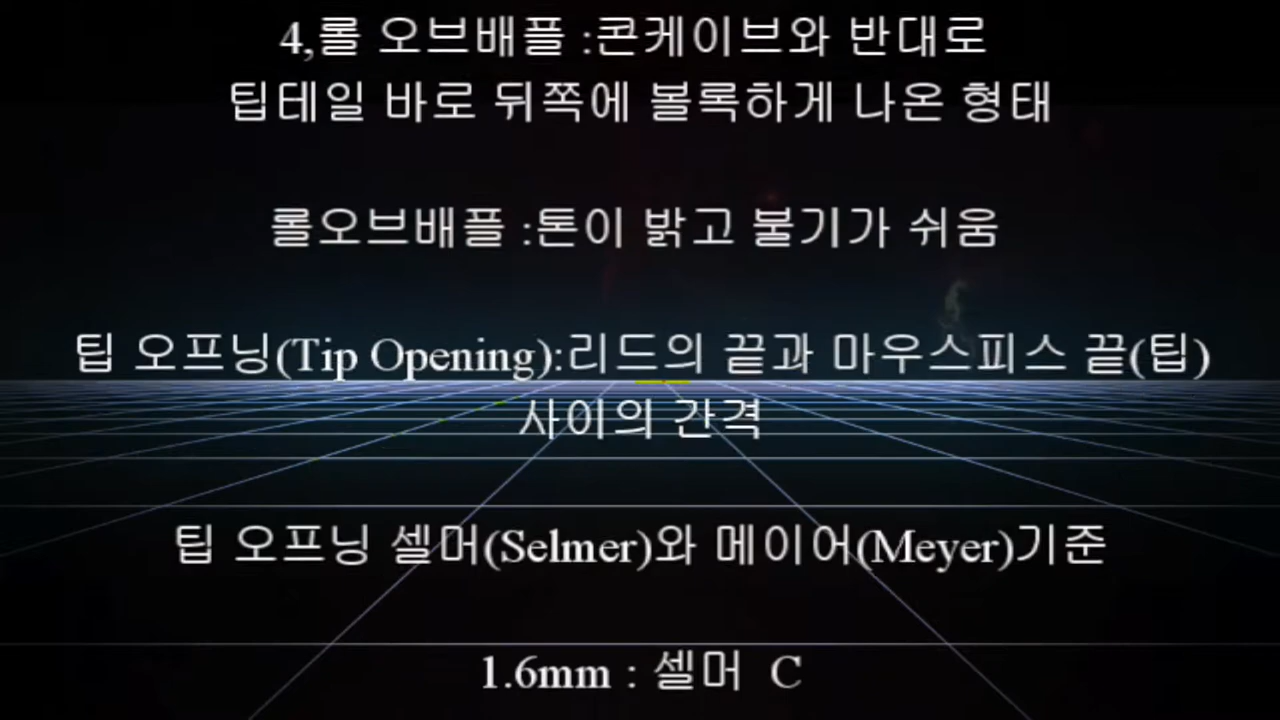 4,롤 오브배플 :콘케이브와 반대로
팁테일 바로 뒤쪽에 볼록하게 나온 형태
롤오브배플 :톤이 밝고 불기가 쉬움
팁 오프닝(Tip Opening):리드의 끝과 마우스피스 끝(팁)
사이의 간격
팁 오프닝 셀머(Selmer)와 메이어(Meyer)기준
1.6mm : 셀머 C